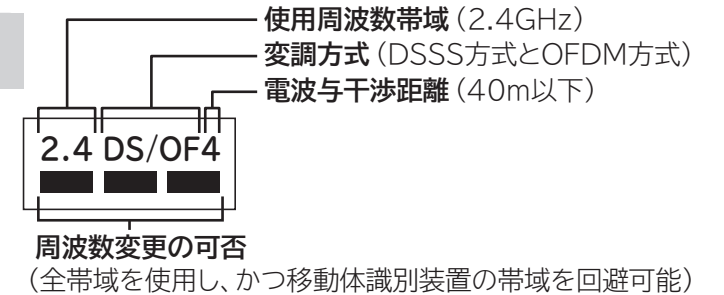 使用周波数帯域（2.4GHz）
変調方式（DSSS方式とOFDM方式）
電波与干渉距離（40m以下）
2.4 DS/OF4
周波数変更の可否
（全帯域を使用し、かつ移動体識別装置の帯域を回避可能）